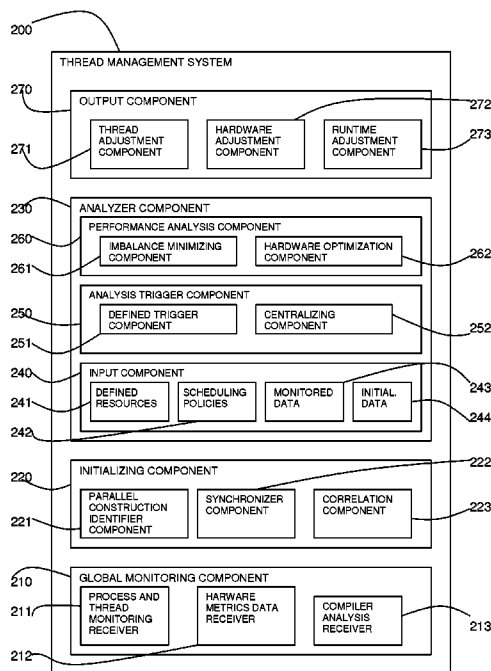 200
THREAD MANAGEMENT SYSTEM
270
OUTPUT COMPONENT
272
THREAD
ADJUSTMENT
COMPONENT
HARDWARE
ADJUSTMENT
COMPONENT
RUNTIME
ADJUSTMENT
COMPONENT
271
273
230
ANALYZER COMPONENT
260
PERFORMANCE ANALYSIS COMPONENT
261
IMBALANCE MINIMIZING
COMPONENT
HARDWARE OPTIMIZATION
COMPONENT
262
ANALYSIS TRIGGER COMPONENT
250
DEFINED TRIGGER
COMPONENT
CENTRALIZING
COMPONENT
251
252
240
INPUT COMPONENT
243
241
DEFINED
RESOURCES
SCHEDULING
POLICIES
MONITORED
DATA
INITIAL.
DATA
242
244
222
220
INITIALIZING COMPONENT
PARALLEL
CONSTRUCTION
IDENTIFIER
COMPONENT
SYNCHRONIZER
COMPONENT
CORRELATION
COMPONENT
221
223
210
GLOBAL MONITORING COMPONENT
211
PROCESS AND
THREAD
MONITORING
RECEIVER
HARWARE
METRICS DATA
RECEIVER
COMPILER
ANALYSIS
RECEIVER
212
213